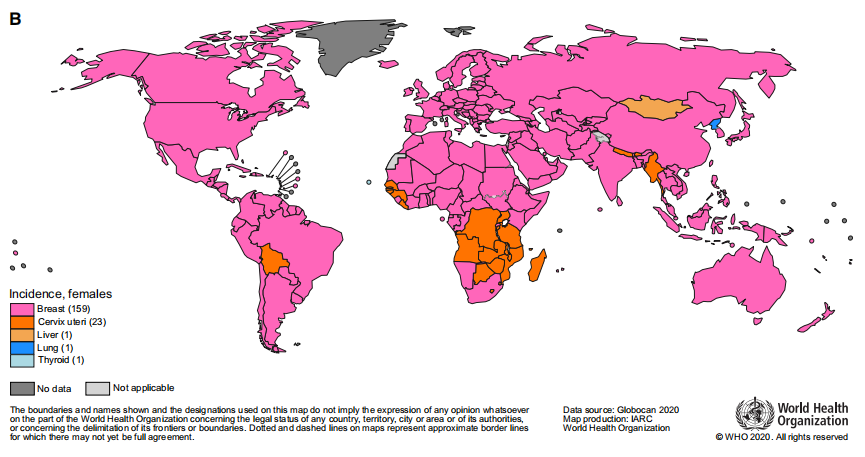 B
Incidence, females
Breast (159)
Cervix uteri (23)
Liver (1)
Lung (1)
Thyroid (1)
No data
Not applicable
The boundaries and names shown and the designations used on this map do not imply the expression of any opinion whatsoever
on the part of the World Health Organization concerning the legal status of any country, territory, city or area or of its authorities,
or concerning the delimitation of its frontiers or boundaries. Dotted and dashed lines on maps represent approximate border lines
for which there may not yet be full agreement.
Data source: Globocan 2020
Map production: IARC
World Health Organization
World Health
Organization
© WHO 2020. All rights reserved